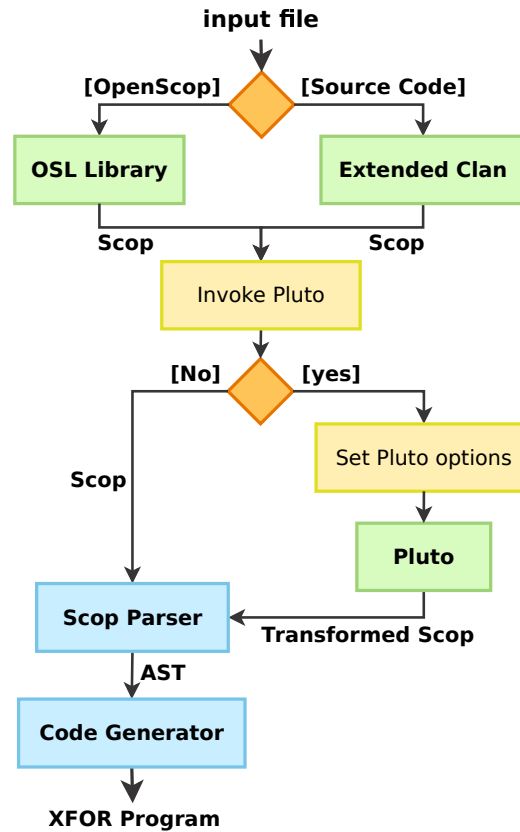 input file
[OpenScop]
[Source Code]
OSL Library
Extended Clan
Scop
Scop
Invoke Pluto
[No]
[yes]
Set Pluto options
Scop
Pluto
Scop Parser
Transformed Scop
AST
Code Generator
XFOR Program